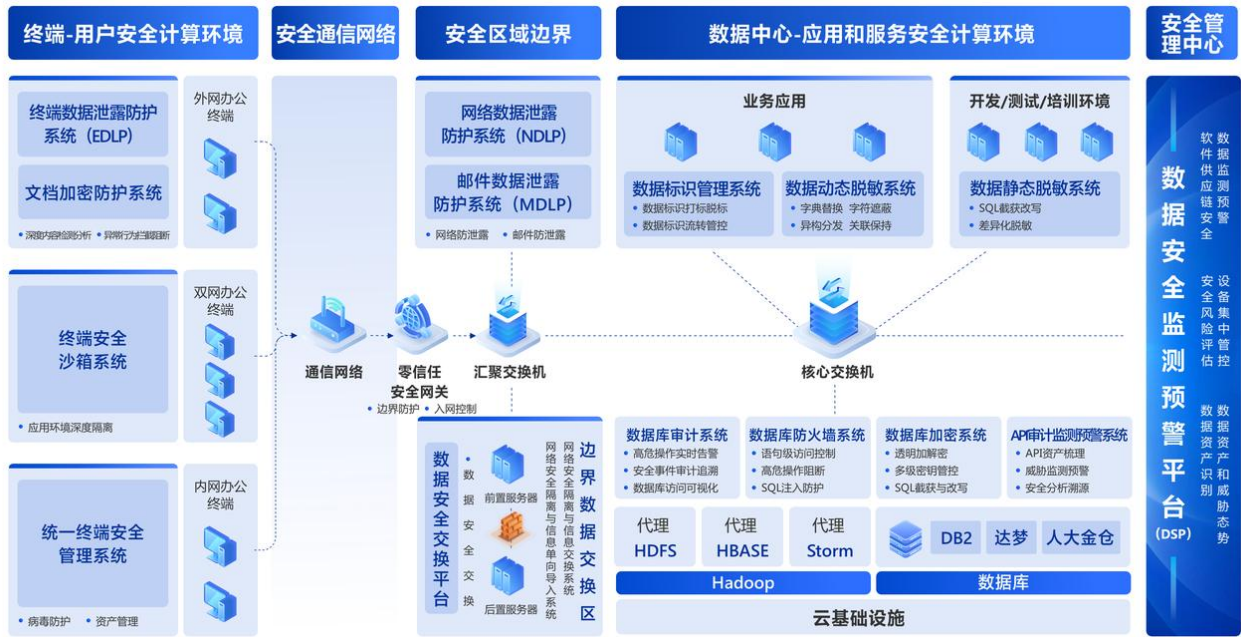 终端-用户安全计算环境
安全通信网络
安全区域边界
数据中心-应用和服务安全计算环境
安全管
理中心
终端数据泄露防护
系统（EDLP）
文档加密防护系统
• 深度内容检测分析 • 异常行为拦截阻断
外网办公
终端
终端安全
沙箱系统
• 应用环境深度隔离
双网办公
终端
统一终端安全
管理系统
• 病毒防护 • 资产管理
内网办公
终端
通信网络
零信任
安全网关
• 边界防护 • 入网控制
网络数据泄露
防护系统（NDLP）
邮件数据泄露
防护系统（MDLP）
• 网络防泄露 • 邮件防泄露
汇聚交换机
数据安全交换平台
• 数据安全交换
前置服务器
后置服务器
网络安全隔离与信息单向导入系统
网络安全隔离与信息交换系统
边界数据交换区
业务应用
数据标识管理系统
• 数据标识打标脱标
• 数据标识流转管控
数据动态脱敏系统
• 字典替换 字符遮蔽
• 异构分发 关联保持
开发/测试/培训环境
数据静态脱敏系统
• SQL截获改写
• 差异化脱敏
核心交换机
数据库审计系统
• 高危操作实时告警
• 安全事件审计追溯
• 数据库访问可视化
数据库防火墙系统
• 语句级访问控制
• 高危操作阻断
• SQL注入防护
数据库加密系统
• 透明加解密
• 多级密钥管控
• SQL截获与改写
API审计监测预警系统
• API资产梳理
• 威胁监测预警
• 安全分析溯源
代理
HDFS
代理
HBASE
代理
Storm
DB2
达梦
人大金仓
Hadoop
数据库
云基础设施
数据安全监测预警平台
(DSP)
数据监测预警
软件供应链安全
设备集中管控
安全风险评估
数据资产和威胁态势
数据资产识别